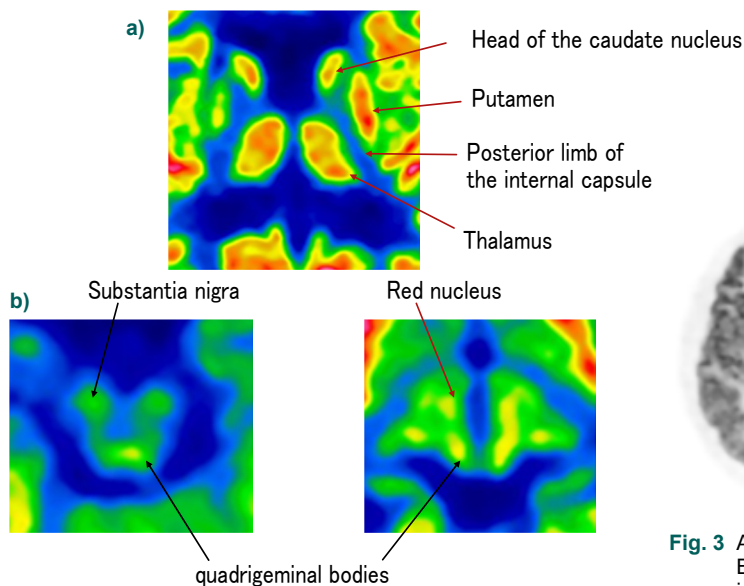 a)
Head of the caudate nucleus
Putamen
Posterior limb of
the internal capsule
Thalamus
b)
Substantia nigra
Red nucleus
quadrigeminal bodies
Fig. 3 A